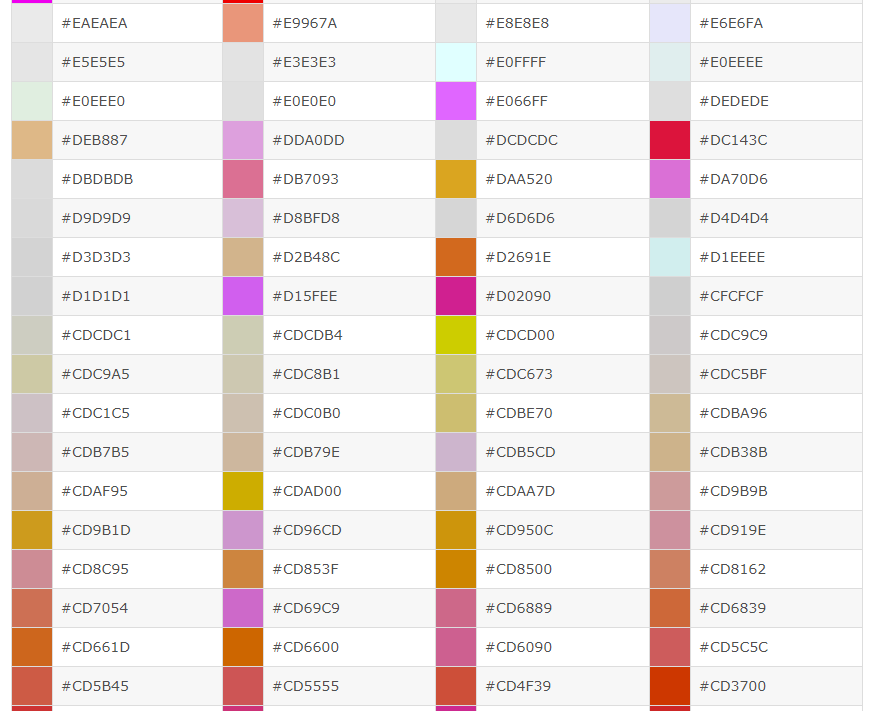 #EAEAEA #E9967A #E8E8E8 #E6E6FA
#E5E5E5 #E3E3E3 #E0FFFF #E0EEEE
#E0EEE0 #E0E0E0 #E066FF #DEDEDE
#DEB887 #DDA0DD #DCDCDC #DC143C
#DBDBDB #DB7093 #DAA520 #DA70D6
#D9D9D9 #D8BFD8 #D6D6D6 #D4D4D4
#D3D3D3 #D2B48C #D2691E #D1EEEE
#D1D1D1 #D15FEE #D02090 #CFCFCF
#CDCDC1 #CDCDB4 #CDCD00 #CDC9C9
#CDC9A5 #CDC8B1 #CDC673 #CDC5BF
#CDC1C5 #CDC0B0 #CDBE70 #CDBA96
#CDB7B5 #CDB79E #CDB5CD #CDB38B
#CDAF95 #CDAD00 #CDAA7D #CD9B9B
#CD9B1D #CD96CD #CD950C #CD919E
#CD8C95 #CD853F #CD8500 #CD8162
#CD7054 #CD69C9 #CD6889 #CD6839
#CD661D #CD6600 #CD6090 #CD5C5C
#CD5B45 #CD5555 #CD4F39 #CD3700